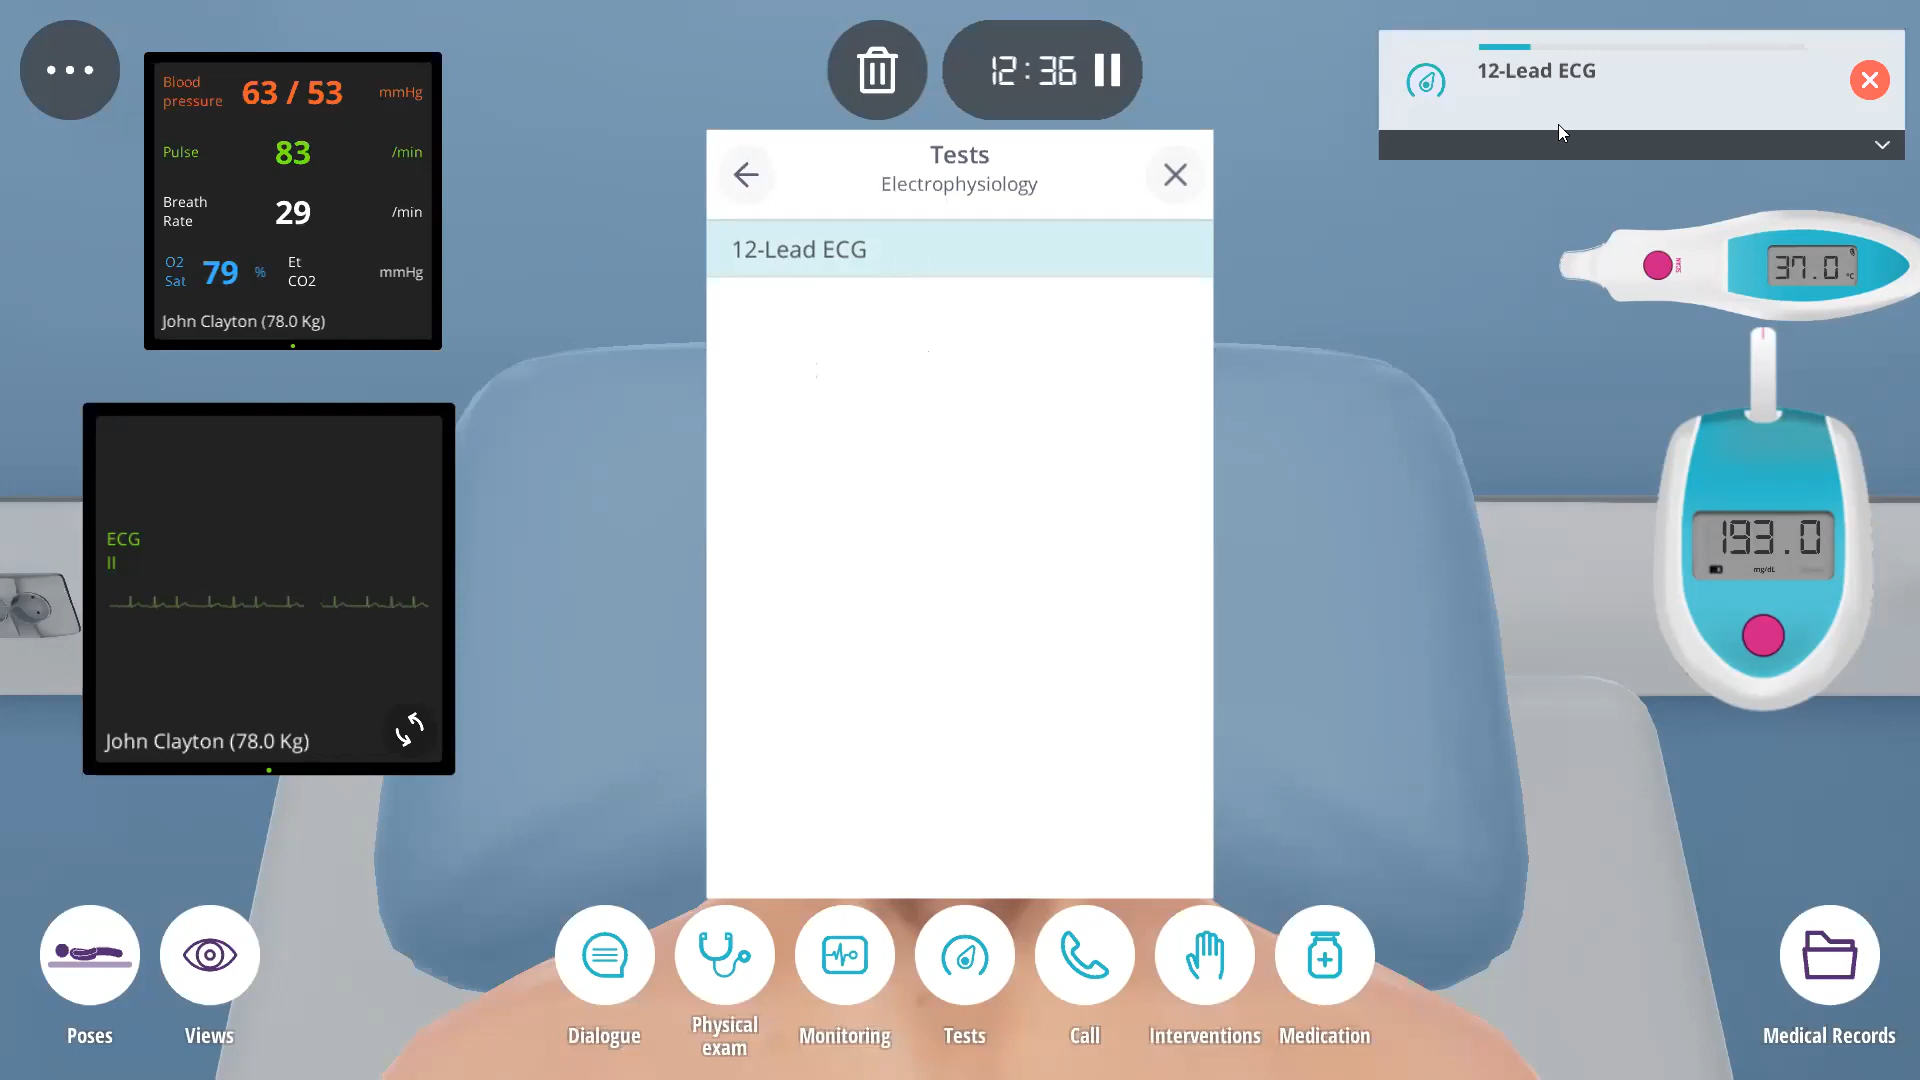 Blood pressure 63 / 53 mmHg
Pulse 83 /min
Breath Rate 29 /min
O2 Sat 79 % Et CO2 mmHg
John Clayton (78.0 Kg)
12:36
12-Lead ECG
Tests
Electrophysiology
12-Lead ECG
SCAN
37.0 °C
ECG
II
John Clayton (78.0 Kg)
193.0
mg/dL
Poses
Views
Dialogue
Physical exam
Monitoring
Tests
Call
Interventions
Medication
Medical Records